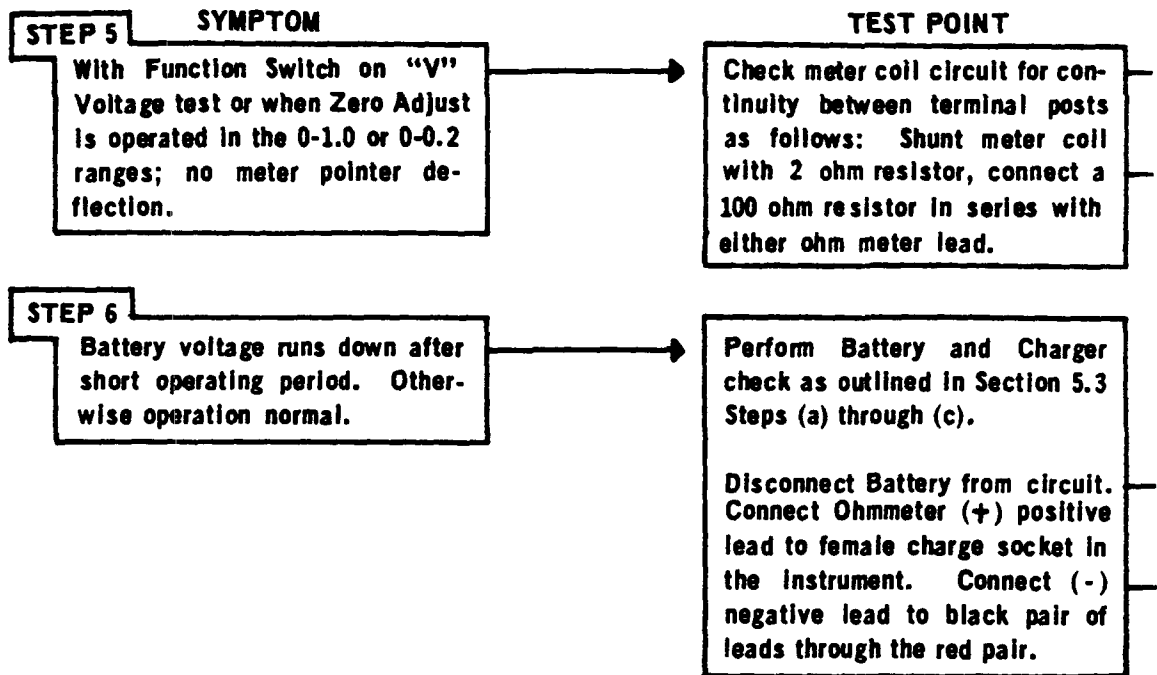 SYMPTOM
TEST POINT
STEP 5
With Function Switch on "V"
Voltage test or when Zero Adjust
is operated in the 0-1.0 or 0-0.2
ranges; no meter pointer de-
flection.
Check meter coil circuit for con-
tinuity between terminal posts
as follows: Shunt meter coil
with 2 ohm resistor, connect a
100 ohm resistor in series with
either ohm meter lead.
STEP 6
Battery voltage runs down after
short operating period. Other-
wise operation normal.
Perform Battery and Charger
check as outlined in Section 5.3
Steps (a) through (c).
Disconnect Battery from circuit.
Connect Ohmmeter (+) positive
lead to female charge socket in
the instrument. Connect (-)
negative lead to black pair of
leads through the red pair.